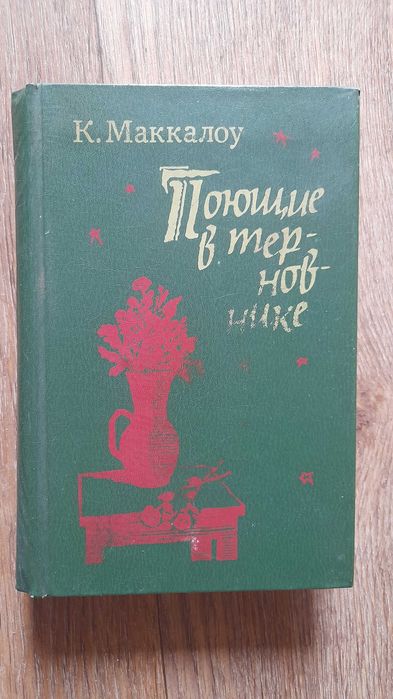 К. Маккалоу
Поющие
в тер-
нов-
нике